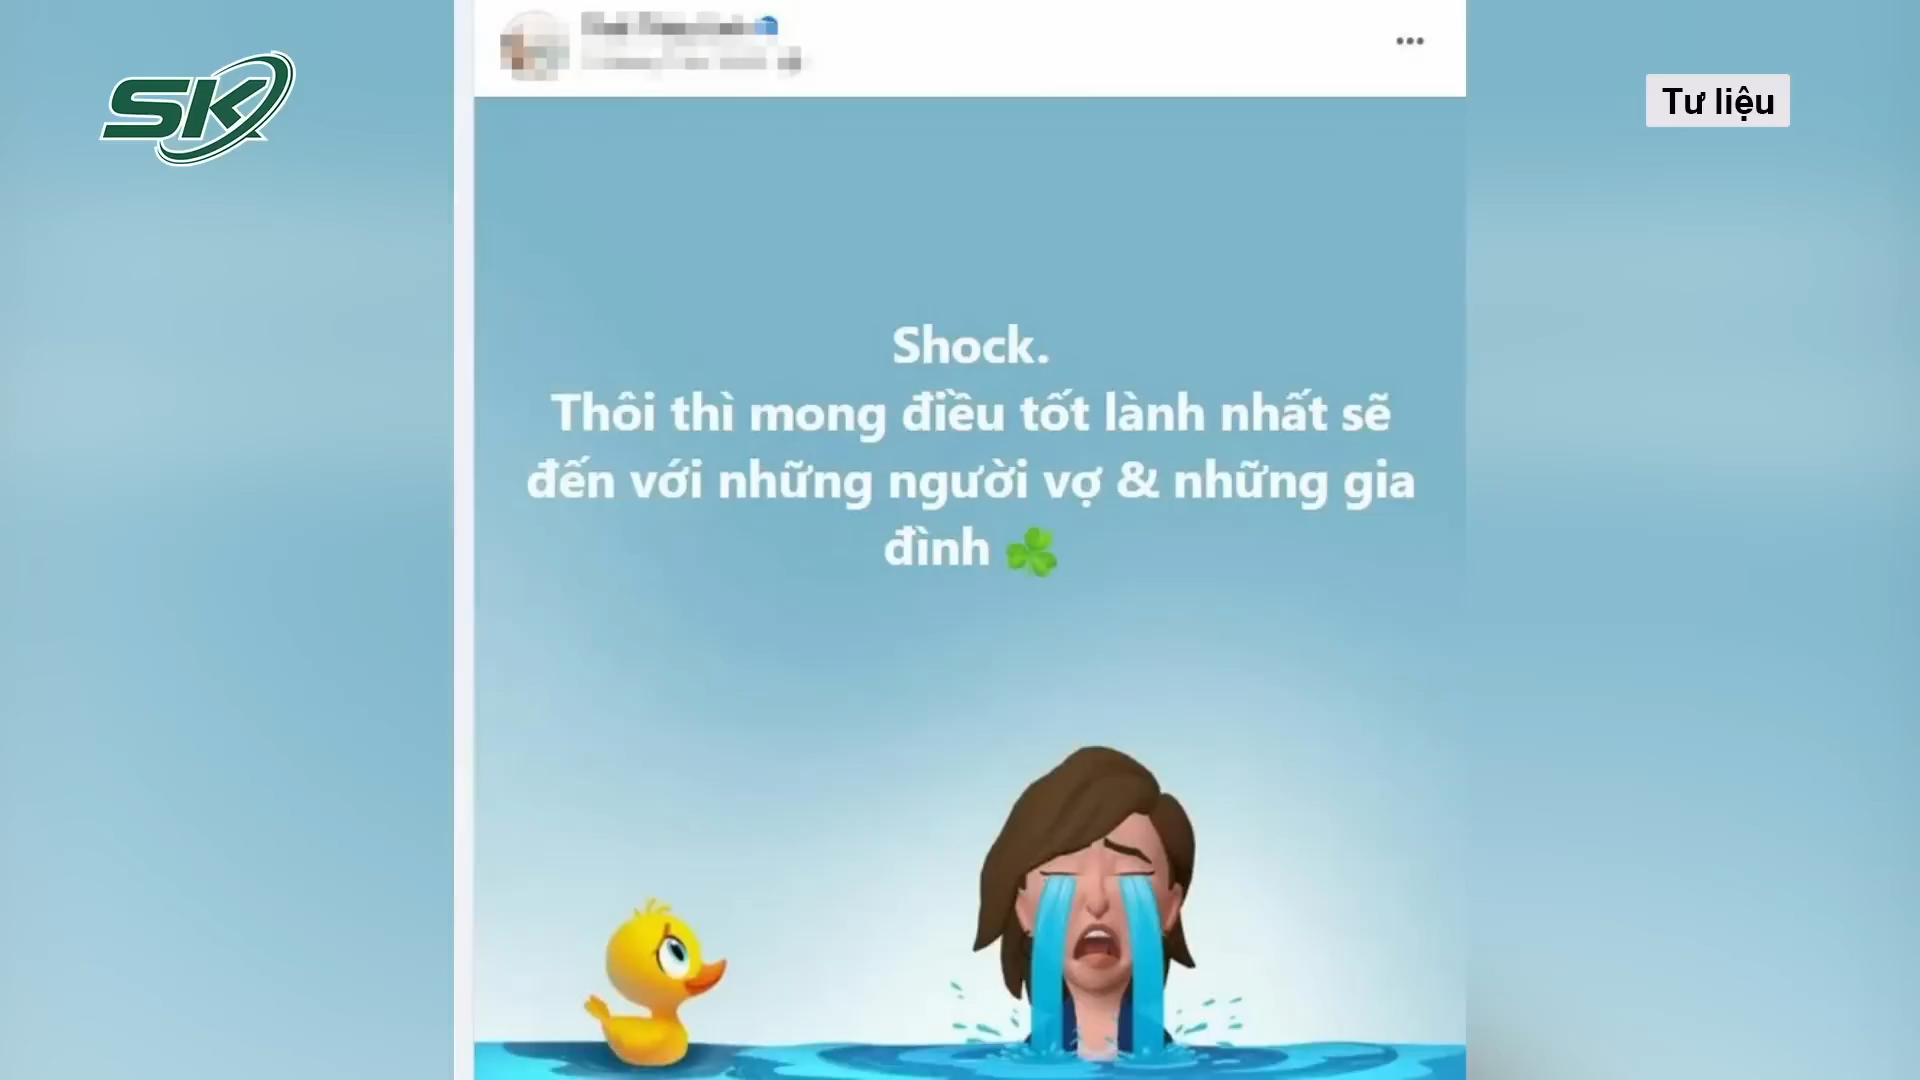 SK
Tư liệu
Shock.
Thôi thì mong điều tốt lành nhất sẽ
đến với những người vợ & những gia
đình ☘️